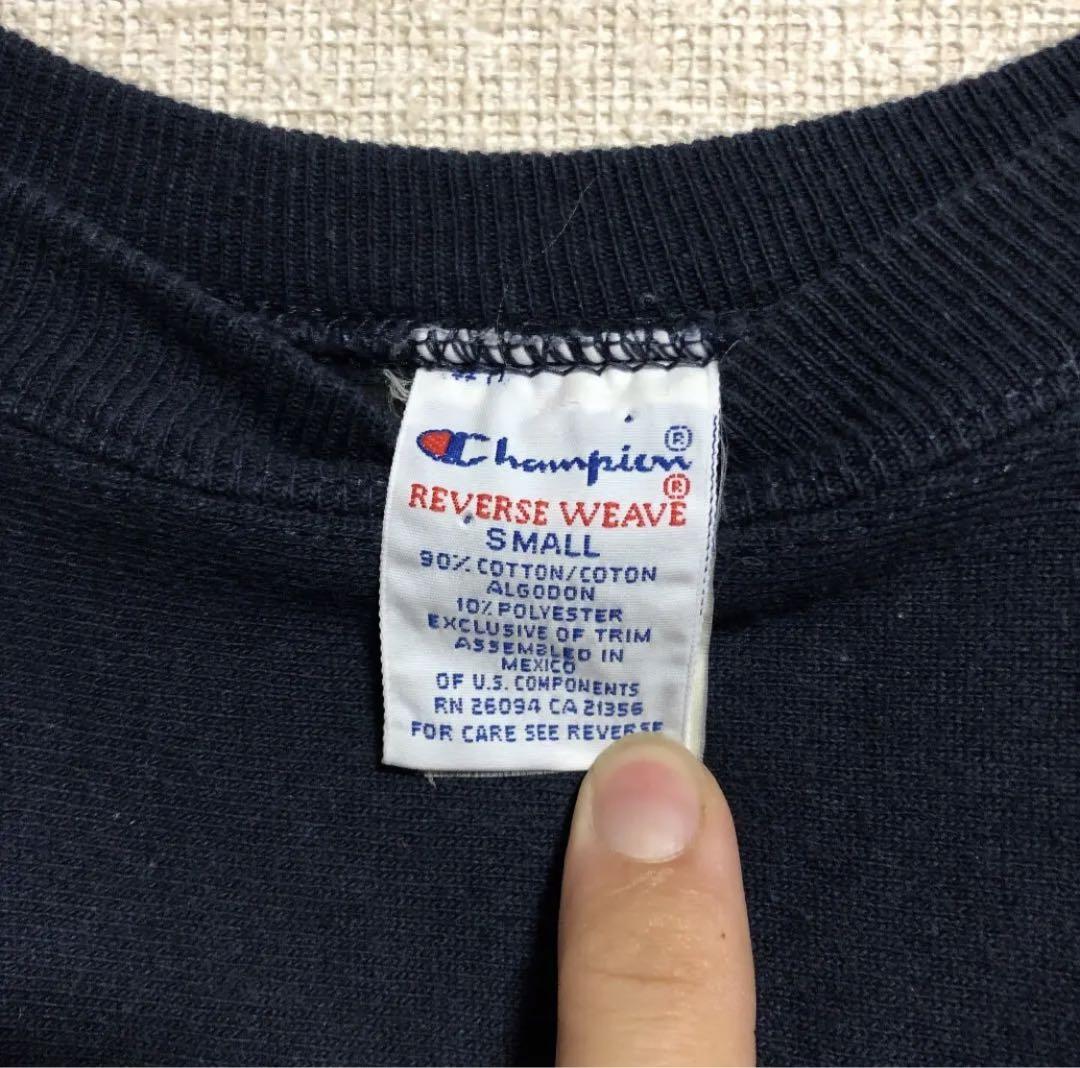 Champion®
REVERSE WEAVE®
SMALL
90% COTTON/COTON
ALGODON
10% POLYESTER
EXCLUSIVE OF TRIM
ASSEMBLED IN
MEXICO
OF U.S. COMPONENTS
RN 26094 CA 21356
FOR CARE SEE REVERSE